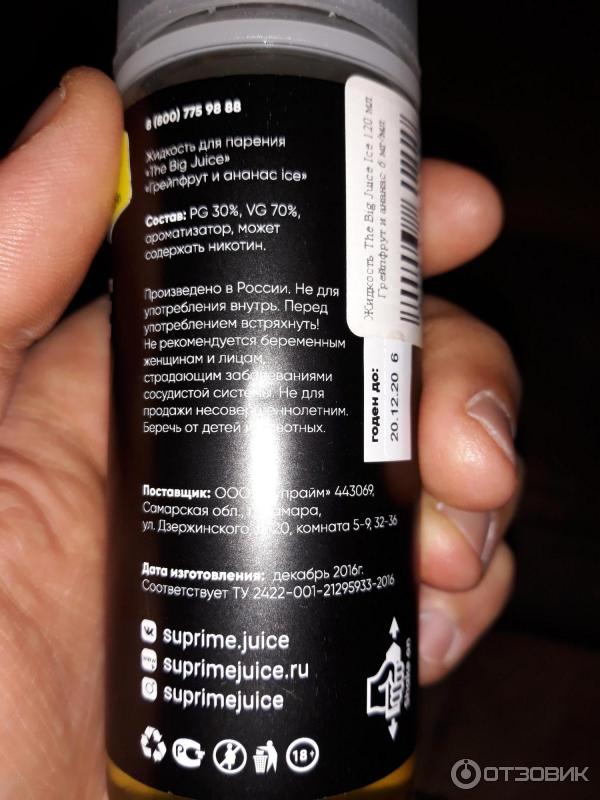 8 (800) 775 98 88
Жидкость для парения
«The Big Juice»
«Грейпфрут и ананас ice»
Состав: PG 30%, VG 70%,
ароматизатор, может
содержать никотин.
Произведено в России. Не для
употребления внутрь. Перед
употреблением встряхнуть!
Не рекомендуется беременным
женщинам и лицам,
страдающим заболеваниями
сосудистой системы. Не для
продажи несовершеннолетним.
Беречь от детей и животных.
Поставщик: ООО 443069,
Самарская обл.,
ул. Дзержинского комната 5-9, 32-36
Дата изготовления: декабрь 2016г.
Соответствует ТУ 2422-001-21295933-2016
suprime.juice
www suprimejuice.ru
suprimejuice
PG
18+
Shake on
Жидкость The Big Juice Ice 120 мл
Грейпфрут и ананас 6 мг/мл
годен до:
20.12.20 6
ОТЗОВИК